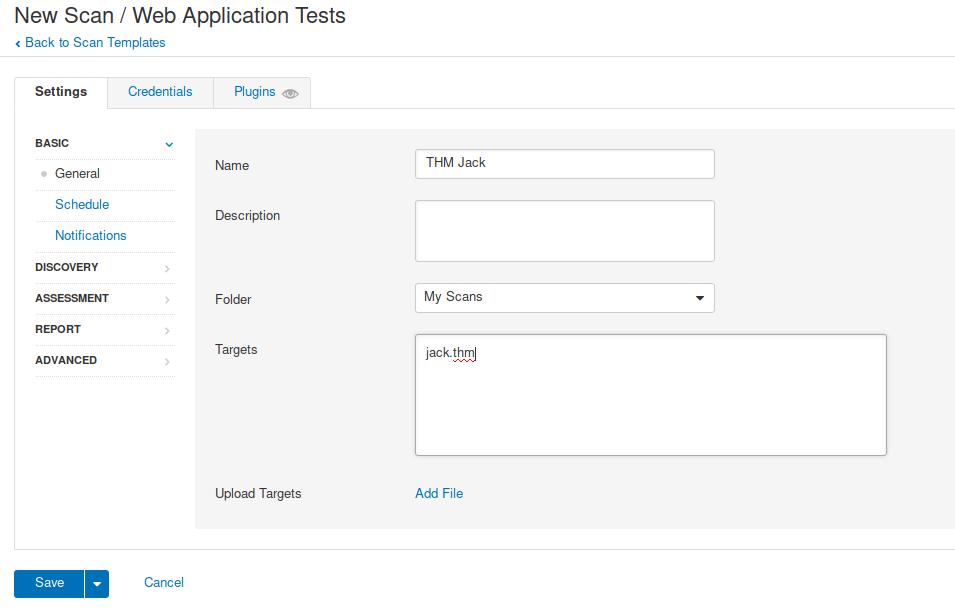 New Scan / Web Application Tests
‹ Back to Scan Templates
Settings
Credentials
Plugins
BASIC
General
Schedule
Notifications
DISCOVERY
ASSESSMENT
REPORT
ADVANCED
Name
THM Jack
Description
Folder
My Scans
Targets
jack.thm
Upload Targets
Add File
Save
Cancel